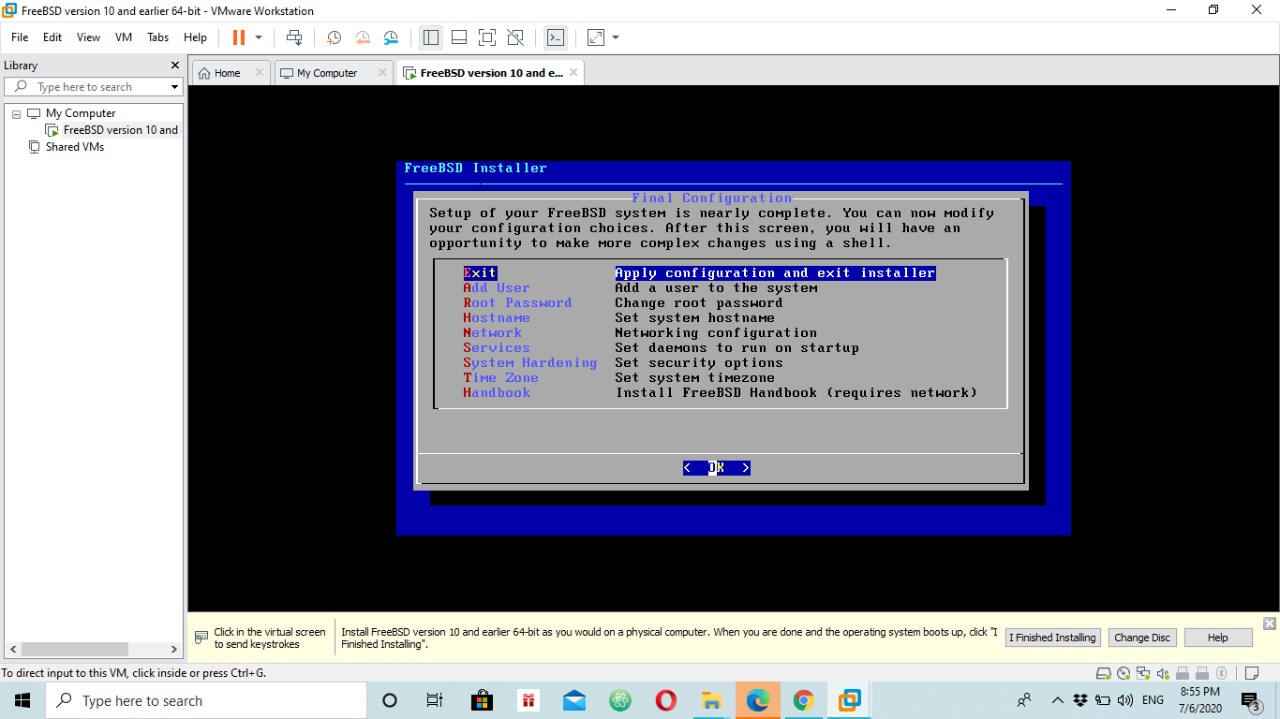 FreeBSD version 10 and earlier 64-bit - VMware Workstation
File Edit View VM Tabs Help
Library
Type here to search
Home
My Computer
FreeBSD version 10 and e...
My Computer
FreeBSD version 10 and
Shared VMs
FreeBSD Installer
Final Configuration
Setup of your FreeBSD system is nearly complete. You can now modify
your configuration choices. After this screen, you will have an
opportunity to make more complex changes using a shell.
Exit Apply configuration and exit installer
Add User Add a user to the system
Root Password Change root password
Hostname Set system hostname
Network Networking configuration
Services Set daemons to run on startup
System Hardening Set security options
Time Zone Set system timezone
Handbook Install FreeBSD Handbook (requires network)
< OK >
Click in the virtual screen
to send keystrokes
Install FreeBSD version 10 and earlier 64-bit as you would on a physical computer. When you are done and the operating system boots up, click "I
Finished Installing".
I Finished Installing Change Disc Help
To direct input to this VM, click inside or press Ctrl+G.
Type here to search
ENG
8:55 PM
7/6/2020
3